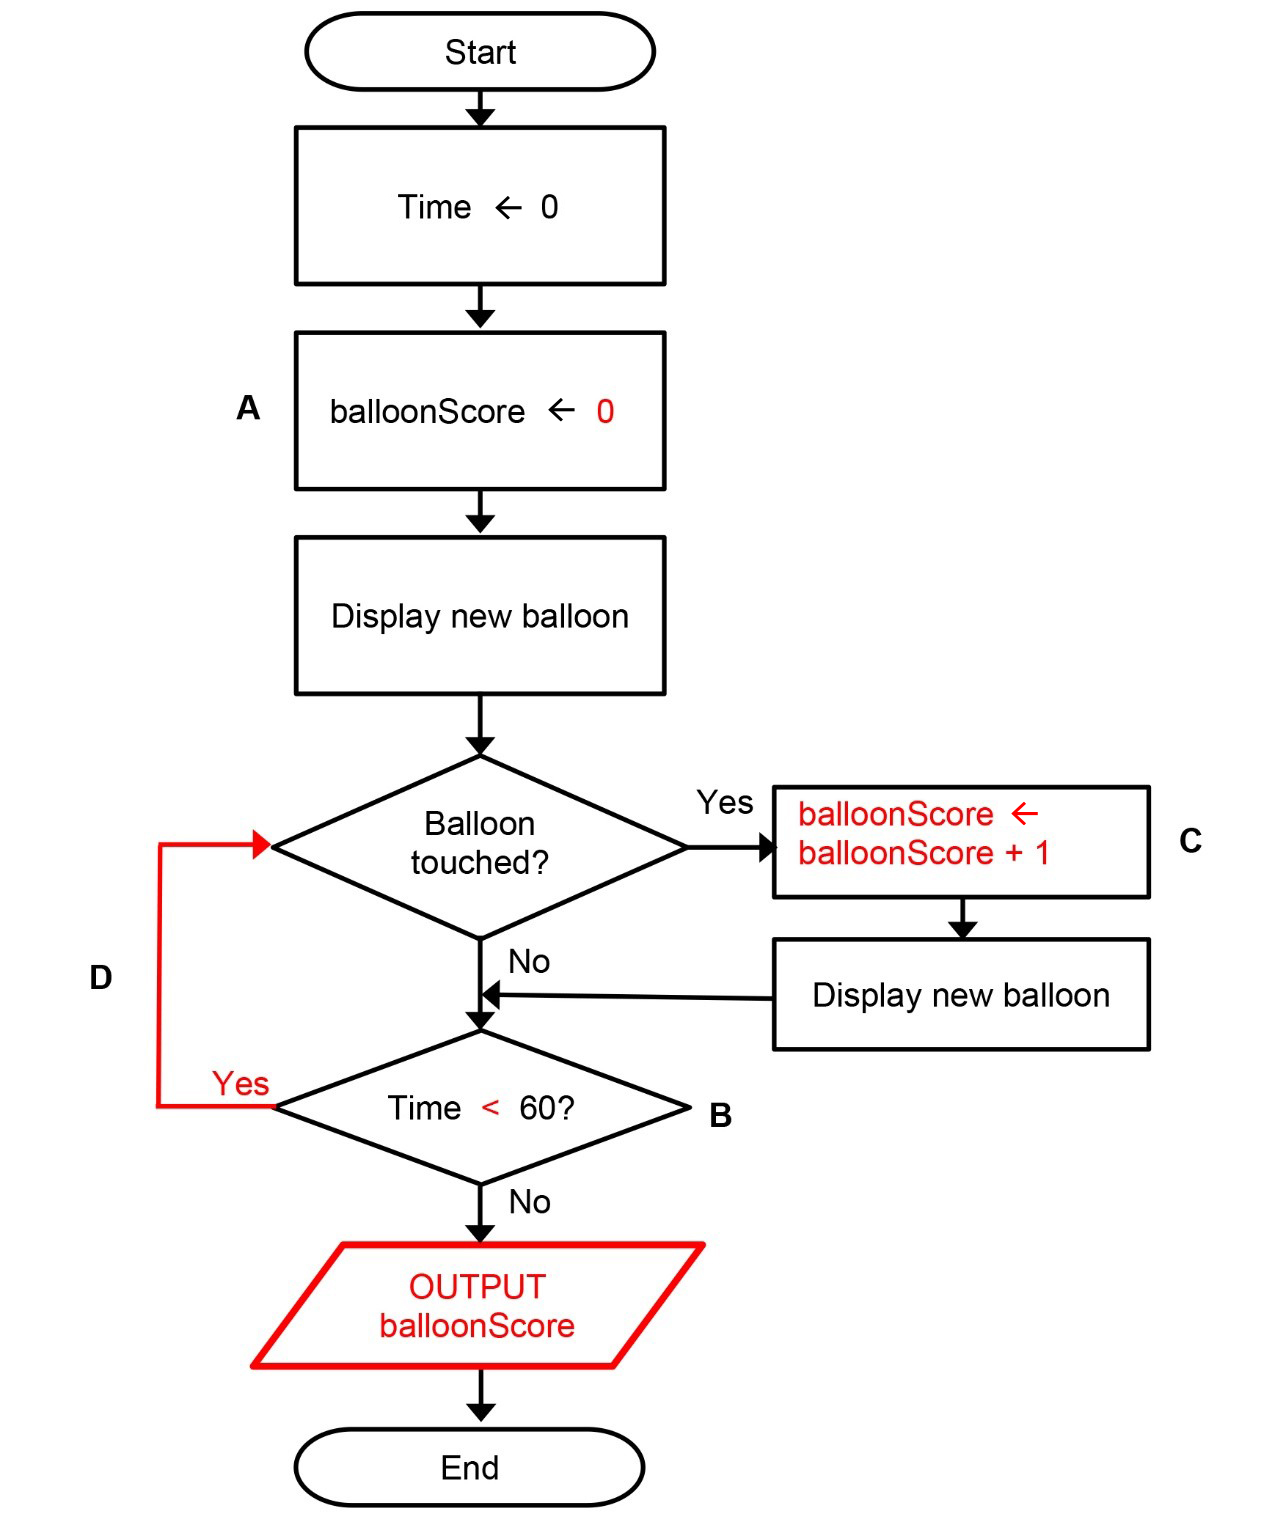 Start
Time ← 0
A
balloonScore ← 0
Display new balloon
Balloon
touched?
Yes
balloonScore ←
balloonScore + 1
C
D
No
Display new balloon
Yes
Time < 60?
B
No
OUTPUT
balloonScore
End